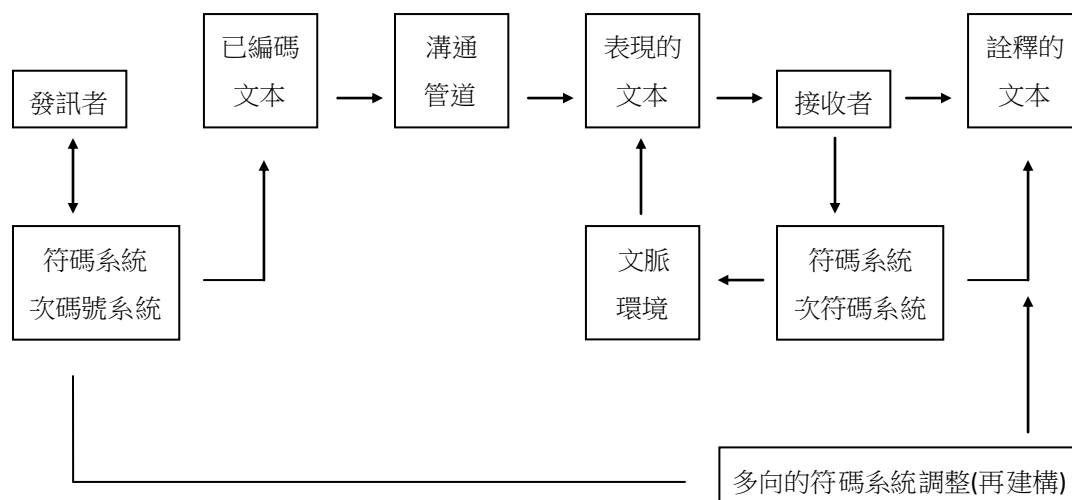 已編碼
文本
溝通
管道
表現的
文本
詮釋的
文本
發訊者
接收者
符碼系統
次碼號系統
文脈
環境
符碼系統
次符碼系統
多向的符碼系統調整(再建構)